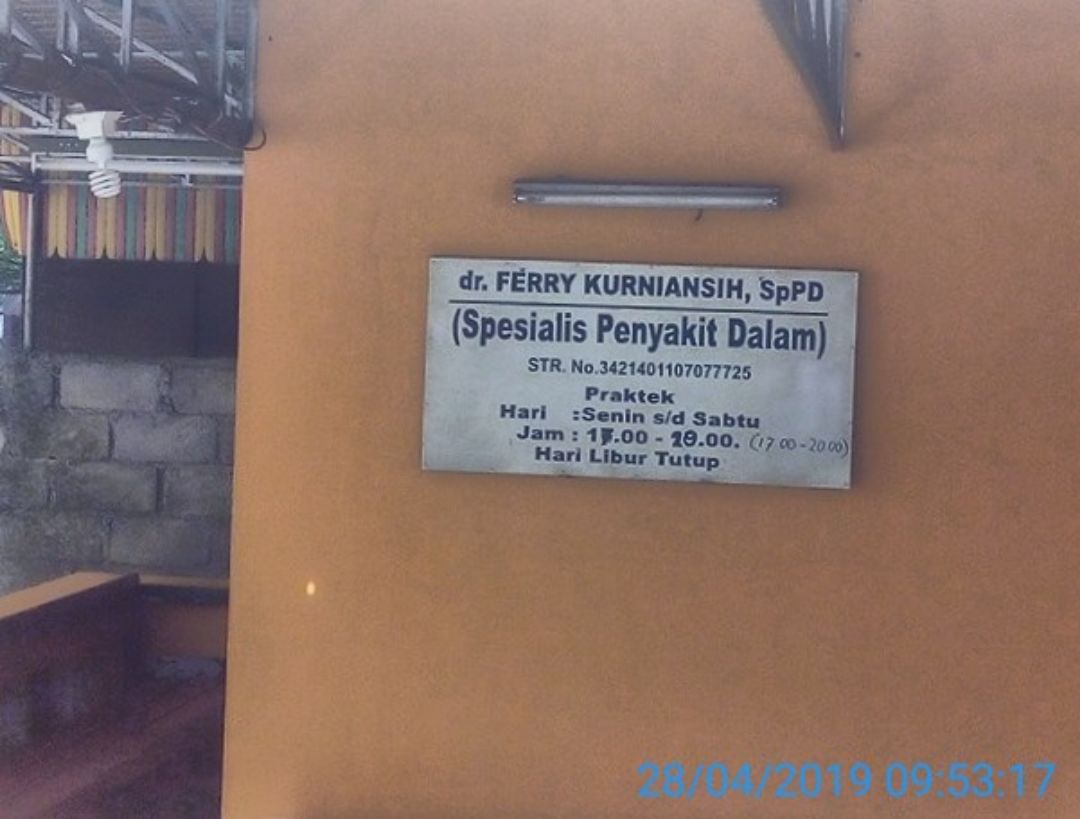 dr. FERRY KURNIANSIH, SpPD
(Spesialis Penyakit Dalam)
STR. No.3421401107077725
Praktek
Hari :Senin s/d Sabtu
Jam : 17.00 - 20.00. (17.00 - 20.00)
Hari Libur Tutup
28/04/2019 09:53:17